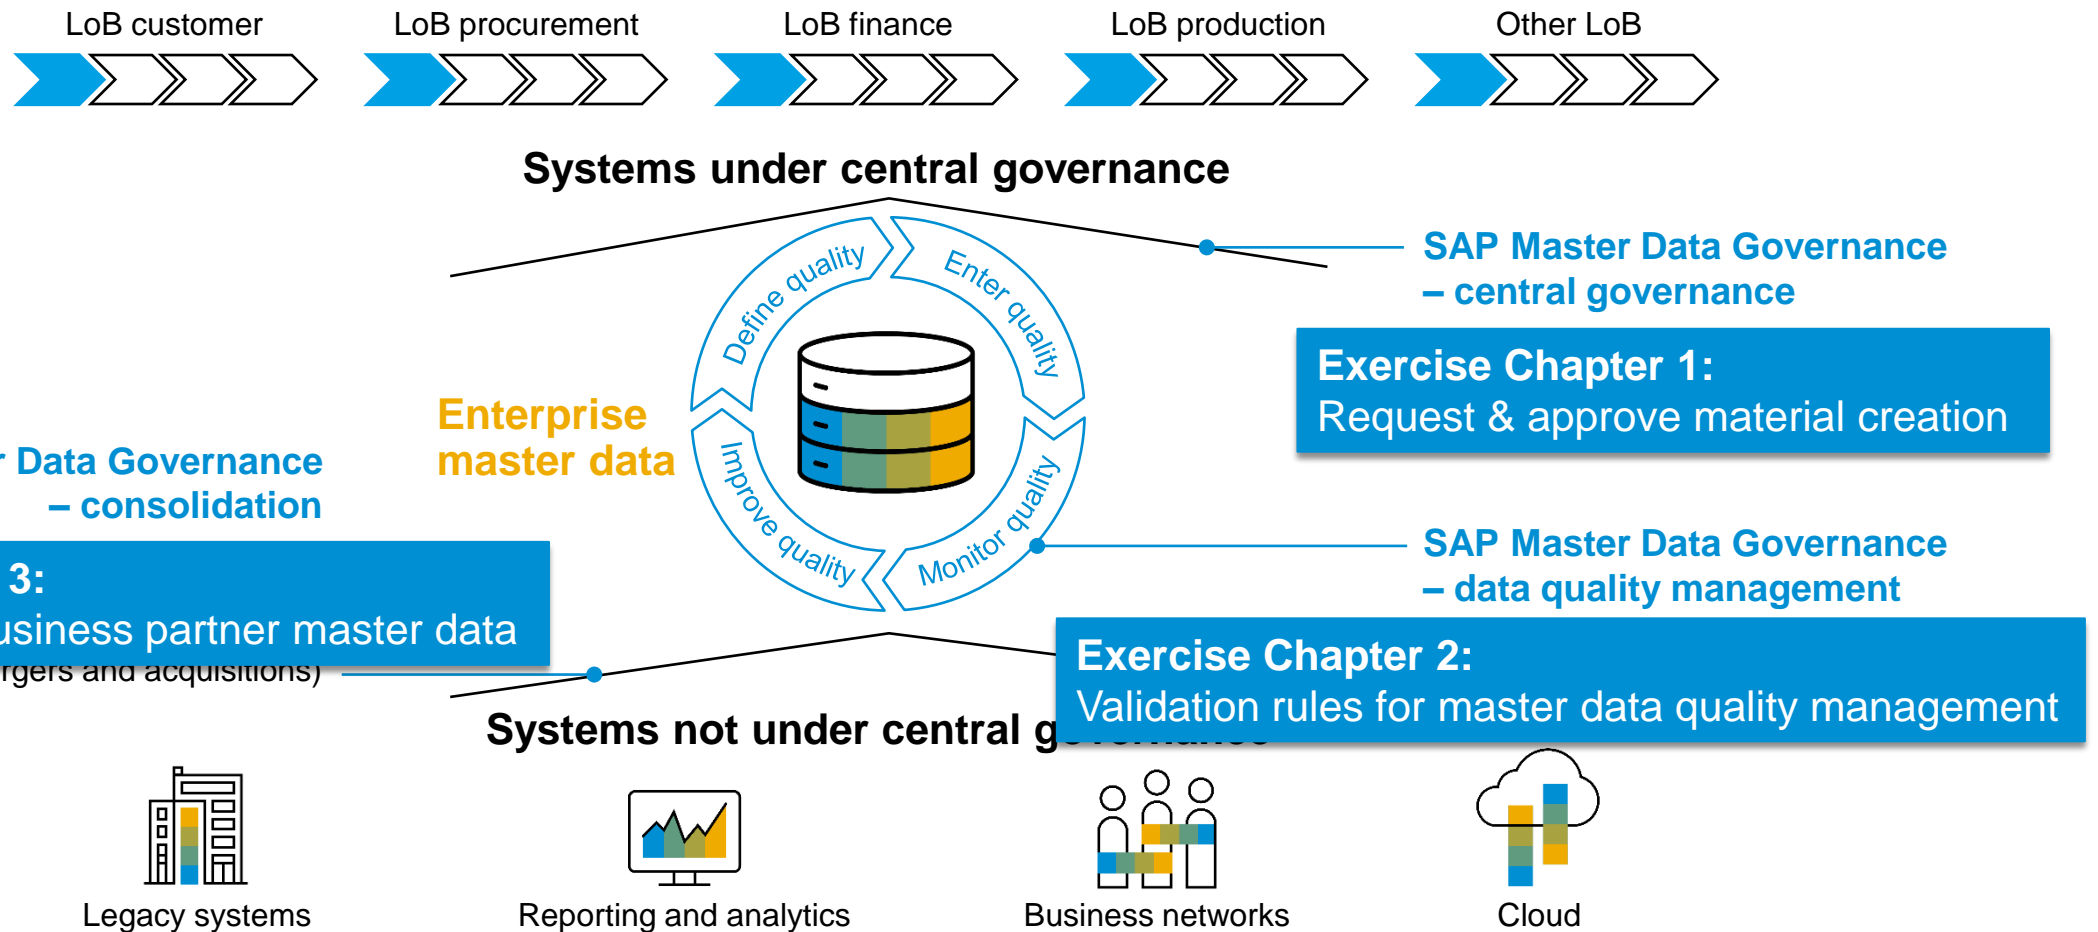 LoB customer
LoB procurement
LoB finance
LoB production
Other LoB
Systems under central governance
SAP Master Data Governance
– central governance
Exercise Chapter 1:
Request & approve material creation
Define quality
Enter quality
Improve quality
Monitor quality
Enterprise
master data
Data Governance
– consolidation
3:
partner master data
and acquisitions)
SAP Master Data Governance
– data quality management
Exercise Chapter 2:
Validation rules for master data quality management
Systems not under central governance
Legacy systems
Reporting and analytics
Business networks
Cloud